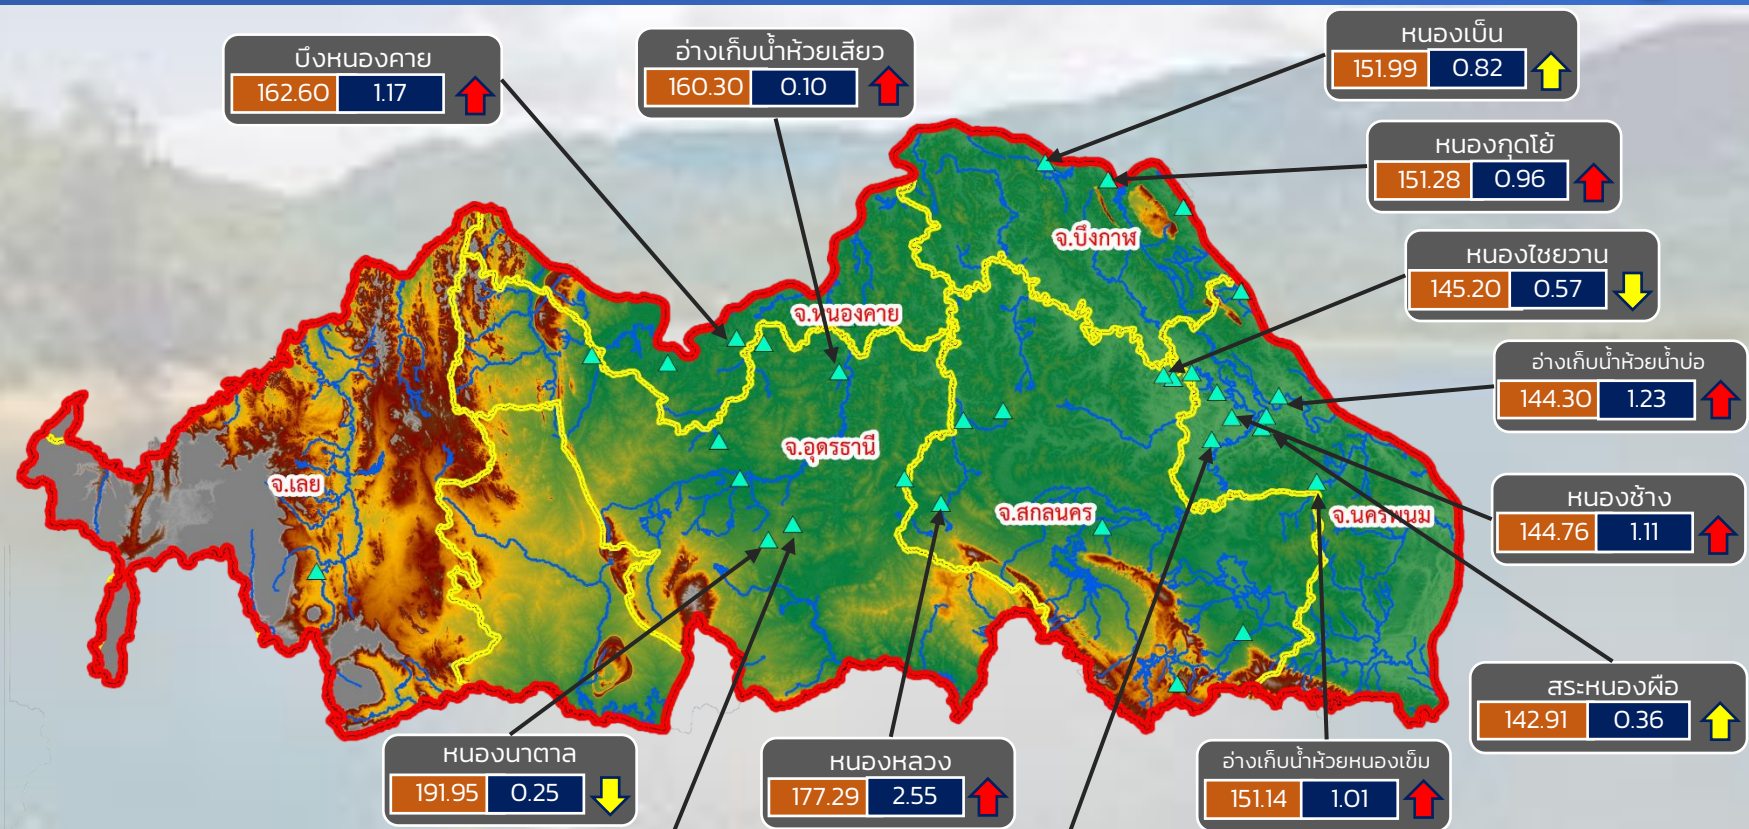 บึงหนองคาย
162.60 1.17
อ่างเก็บน้ำห้วยเสียว
160.30 0.10
หนองเบ็น
151.99 0.82
หนองกุดโย้
151.28 0.96
หนองไชยวาน
145.20 0.57
อ่างเก็บน้ำห้วยน้ำบ่อ
144.30 1.23
หนองช้าง
144.76 1.11
สระหนองผือ
142.91 0.36
อ่างเก็บน้ำห้วยหนองเข็ม
151.14 1.01
หนองหลวง
177.29 2.55
หนองนาตาล
191.95 0.25
จ.บึงกาฬ
จ.หนองคาย
จ.อุดรธานี
จ.เลย
จ.สกลนคร
จ.นครพนม